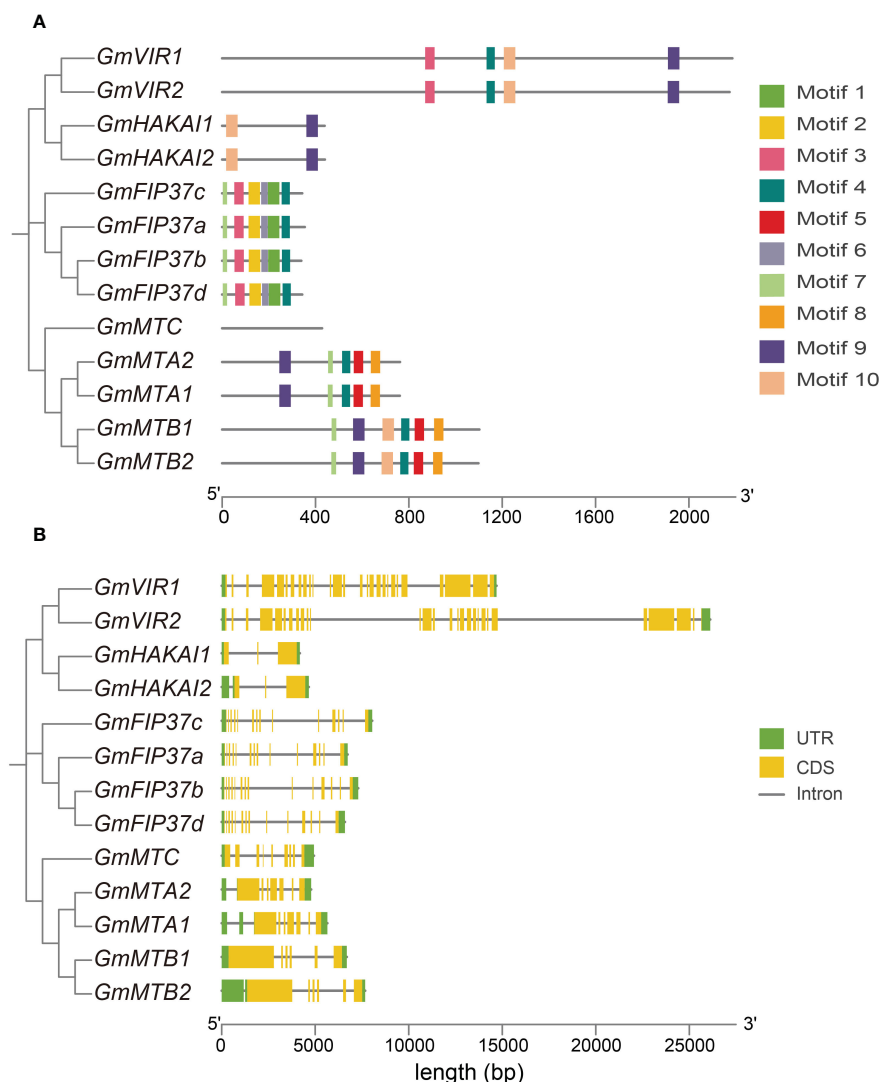 A
GmVIR1
GmVIR2
GmHAKAI1
GmHAKAI2
GmFIP37c
GmFIP37a
GmFIP37b
GmFIP37d
GmMTC
GmMTA2
GmMTA1
GmMTB1
GmMTB2
5' 3'
0 400 800 1200 1600 2000
Motif 1
Motif 2
Motif 3
Motif 4
Motif 5
Motif 6
Motif 7
Motif 8
Motif 9
Motif 10
B
GmVIR1
GmVIR2
GmHAKAI1
GmHAKAI2
GmFIP37c
GmFIP37a
GmFIP37b
GmFIP37d
GmMTC
GmMTA2
GmMTA1
GmMTB1
GmMTB2
5' 3'
0 5000 10000 15000 20000 25000
length (bp)
UTR
CDS
Intron